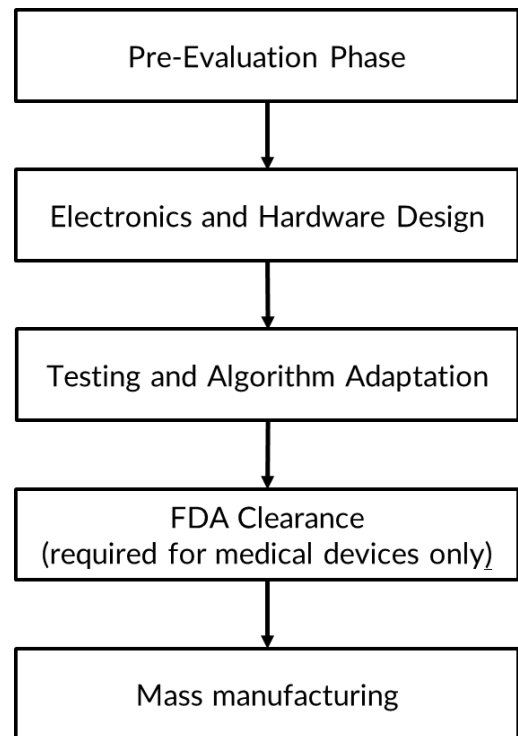 Pre-Evaluation Phase
Electronics and Hardware Design
Testing and Algorithm Adaptation
FDA Clearance
(required for medical devices only)
Mass manufacturing